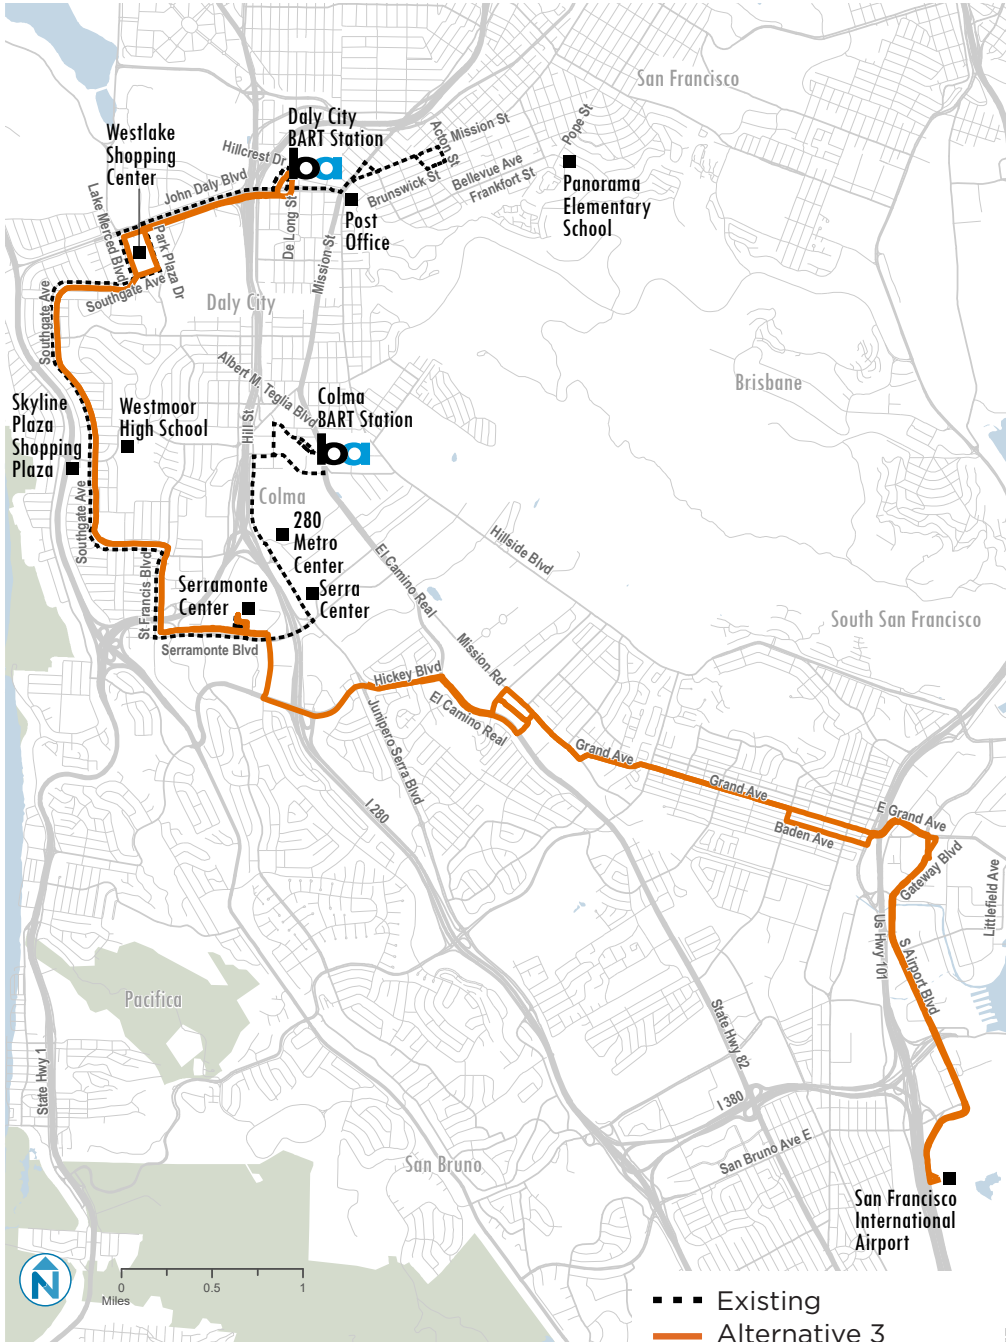 San Francisco
Daly City
BART Station
ba
Westlake
Shopping
Center
Hillcrest Dr
John Daly Blvd
Lake Merced Blvd
Park Plaza Dr
Southgate Ave
Southgate Ave
De Long St
Mission St
Acton St
Mission St
Brunswick St
Bellevue Ave
Frankfort St
Pope St
Post
Office
Panorama
Elementary
School
Daly City
Brisbane
Albert M. Teglia Blvd
Hill St
Colma
BART Station
ba
Skyline
Plaza
Shopping
Plaza
Westmoor
High School
Southgate Ave
Colma
280
Metro
Center
Serra
Center
Serramonte
Center
St Francis Blvd
Serramonte Blvd
El Camino Real
Hillside Blvd
South San Francisco
Mission Rd
Hickey Blvd
El Camino Real
Junipero Serra Blvd
I 280
Grand Ave
Grand Ave
Baden Ave
E Grand Ave
Gateway Blvd
Littlefield Ave
Us Hwy 101
S Airport Blvd
State Hwy 82
I 380
San Bruno Ave E
Pacifica
State Hwy 1
San Bruno
San Francisco
International
Airport
N
0 0.5 1
Miles
Existing
Alternative 3